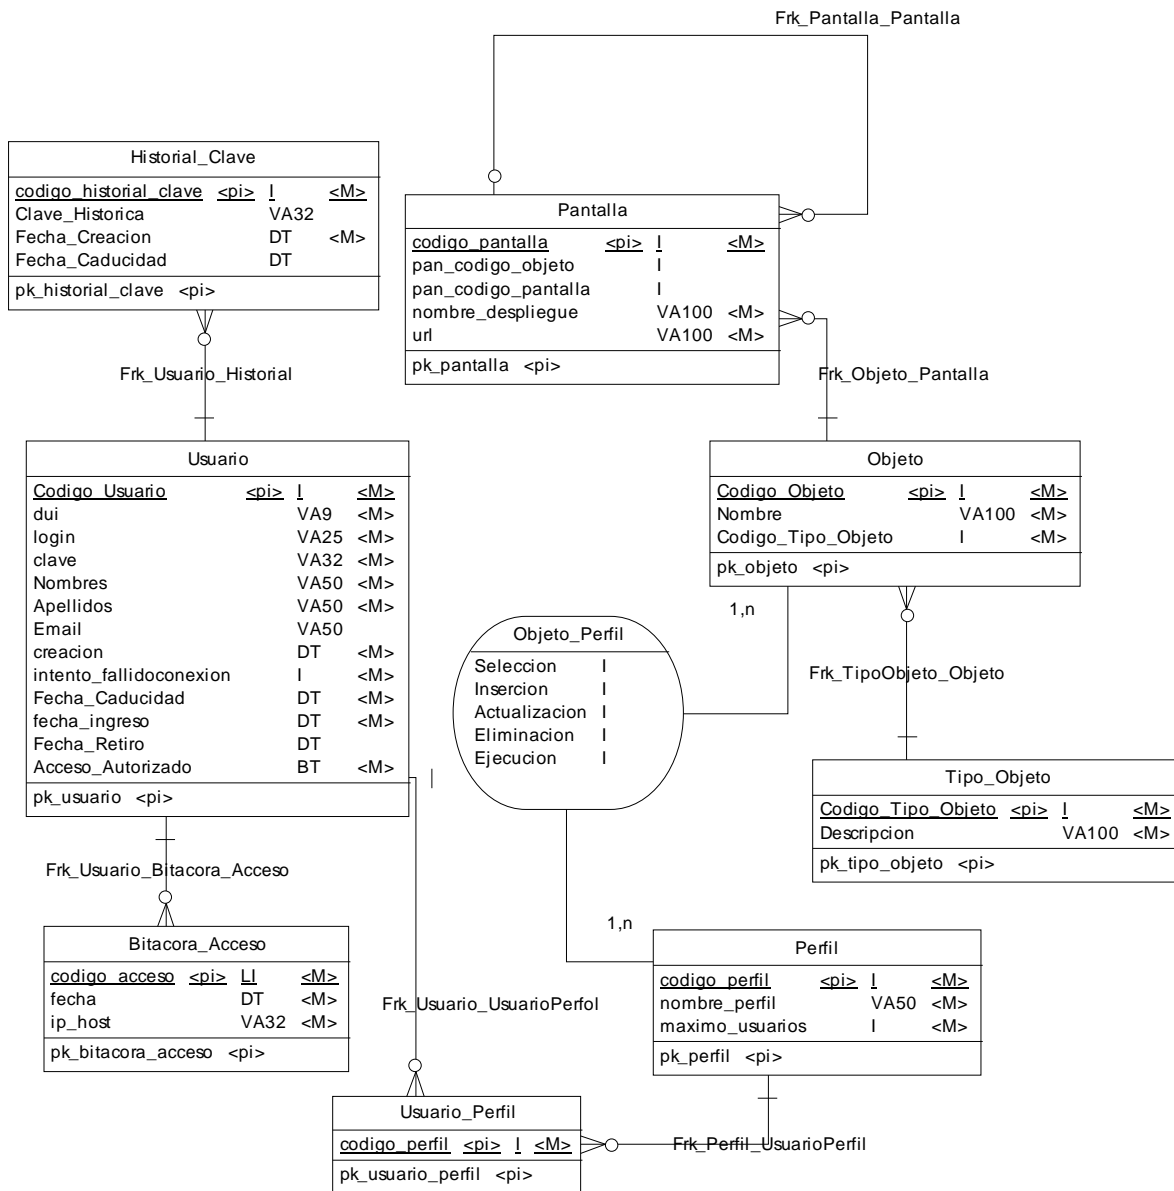 Frk_Pantalla_Pantalla
Historial_Clave
codigo_historial_clave <pi> I <M>
Clave_Historica VA32
Fecha_Creacion DT <M>
Fecha_Caducidad DT
pk_historial_clave <pi>
Pantalla
codigo_pantalla <pi> I <M>
pan_codigo_objeto I
pan_codigo_pantalla I
nombre_despliegue VA100 <M>
url VA100 <M>
pk_pantalla <pi>
Frk_Usuario_Historial
Frk_Objeto_Pantalla
Usuario
Codigo_Usuario <pi> I <M>
dui VA9 <M>
login VA25 <M>
clave VA32 <M>
Nombres VA50 <M>
Apellidos VA50 <M>
Email VA50
creacion DT <M>
intento_fallidoconexion I <M>
Fecha_Caducidad DT <M>
fecha_ingreso DT <M>
Fecha_Retiro DT
Acceso_Autorizado BT <M>
pk_usuario <pi>
Objeto
Codigo_Objeto <pi> I <M>
Nombre VA100 <M>
Codigo_Tipo_Objeto I <M>
pk_objeto <pi>
1,n
Objeto_Perfil
Seleccion I
Insercion I
Actualizacion I
Eliminacion I
Ejecucion I
Frk_TipoObjeto_Objeto
Tipo_Objeto
Codigo_Tipo_Objeto <pi> I <M>
Descripcion VA100 <M>
pk_tipo_objeto <pi>
Frk_Usuario_Bitacora_Acceso
1,n
Bitacora_Acceso
codigo_acceso <pi> LI <M>
fecha DT <M>
ip_host VA32 <M>
pk_bitacora_acceso <pi>
Perfil
codigo_perfil <pi> I <M>
nombre_perfil VA50 <M>
maximo_usuarios I <M>
pk_perfil <pi>
Frk_Usuario_UsuarioPerfol
Usuario_Perfil
codigo_perfil <pi> I <M>
pk_usuario_perfil <pi>
Frk_Perfil_UsuarioPerfil